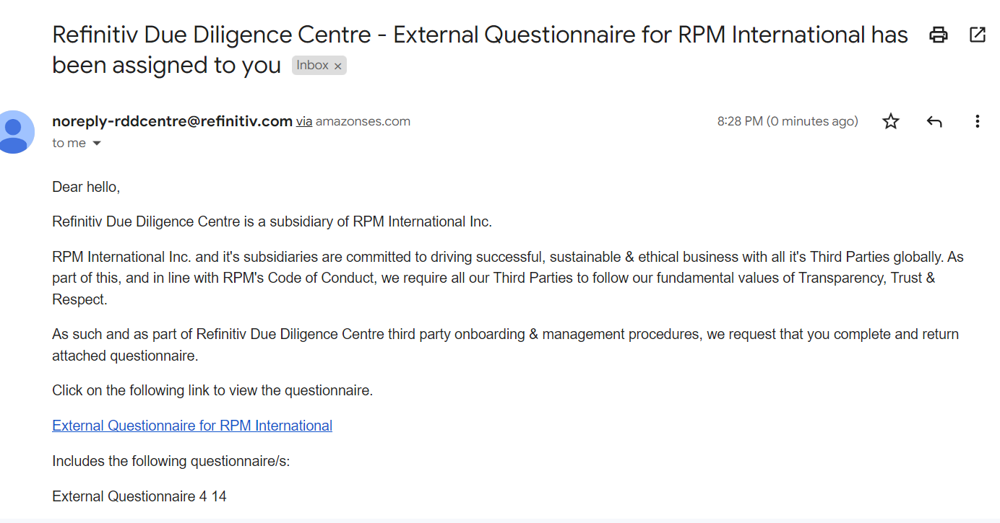 Refinitiv Due Diligence Centre - External Questionnaire for RPM International has
been assigned to you Inbox ×
noreply-rddcentre@refinitiv.com via amazonses.com 8:28 PM (0 minutes ago)
to me
Dear hello,
Refinitiv Due Diligence Centre is a subsidiary of RPM International Inc.
RPM International Inc. and it's subsidiaries are committed to driving successful, sustainable & ethical business with all it's Third Parties globally. As
part of this, and in line with RPM's Code of Conduct, we require all our Third Parties to follow our fundamental values of Transparency, Trust &
Respect.
As such and as part of Refinitiv Due Diligence Centre third party onboarding & management procedures, we request that you complete and return
attached questionnaire.
Click on the following link to view the questionnaire.
External Questionnaire for RPM International
Includes the following questionnaire/s:
External Questionnaire 4 14